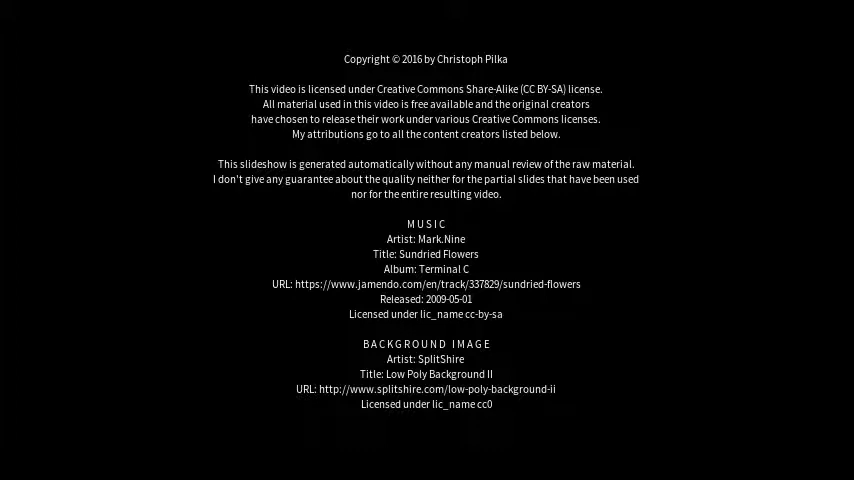 Copyright © 2016 by Christoph Pilka
This video is licensed under Creative Commons Share-Alike (CC BY-SA) license.
All material used in this video is free available and the original creators
have chosen to release their work under various Creative Commons licenses.
My attributions go to all the content creators listed below.
This slideshow is generated automatically without any manual review of the raw material.
I don't give any guarantee about the quality neither for the partial slides that have been used
nor for the entire resulting video.
MUSIC
Artist: Mark.Nine
Title: Sundried Flowers
Album: Terminal C
URL: https://www.jamendo.com/en/track/337829/sundried-flowers
Released: 2009-05-01
Licensed under lic_name cc-by-sa
BACKGROUND IMAGE
Artist: SplitShire
Title: Low Poly Background II
URL: http://www.splitshire.com/low-poly-background-ii
Licensed under lic_name cc0